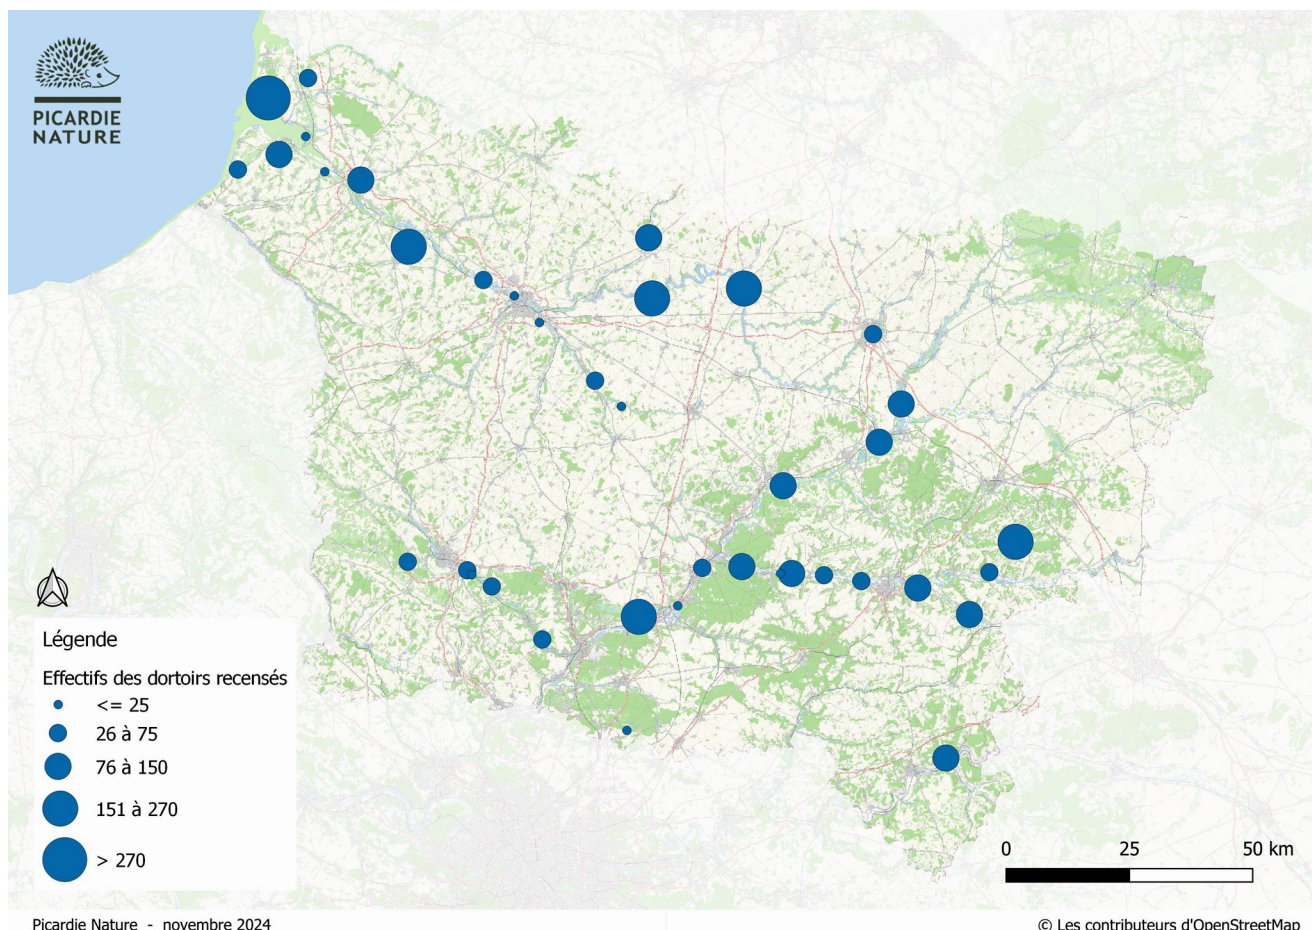 PICARDIE
NATURE
Légende
Effectifs des dortoirs recensés
<= 25
26 à 75
76 à 150
151 à 270
> 270
0 25 50 km
Picardie Nature - novembre 2024
© Les contributeurs d'OpenStreetMap